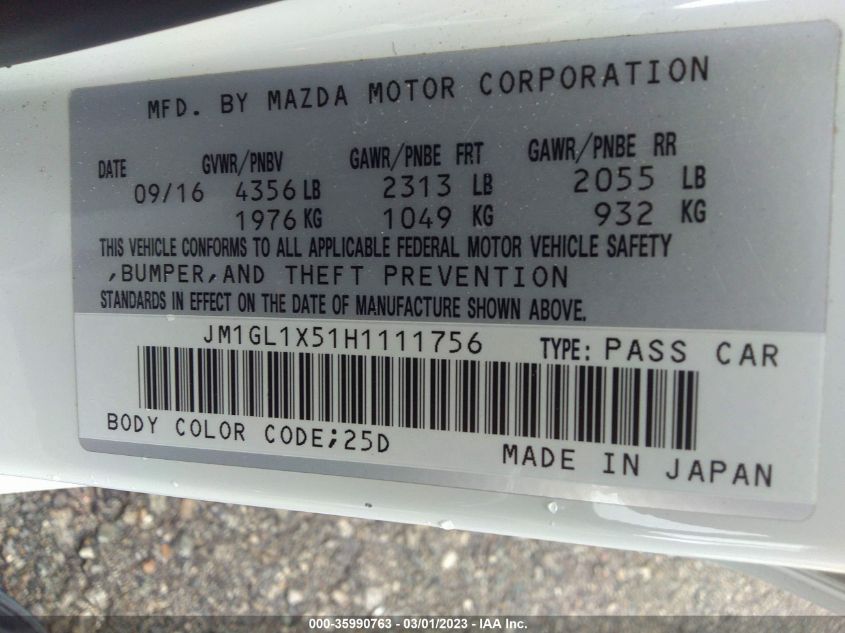 MFD. BY MAZDA MOTOR CORPORATION
DATE GVWR/PNBV GAWR/PNBE FRT GAWR/PNBE RR
09/16 4356 LB 2313 LB 2055 LB
1976 KG 1049 KG 932 KG
THIS VEHICLE CONFORMS TO ALL APPLICABLE FEDERAL MOTOR VEHICLE SAFETY
,BUMPER,AND THEFT PREVENTION
STANDARDS IN EFFECT ON THE DATE OF MANUFACTURE SHOWN ABOVE.
JM1GL1X51H1111756 TYPE: PASS CAR
BODY COLOR CODE;25D
MADE IN JAPAN
000-35990763 - 03/01/2023 - IAA Inc.